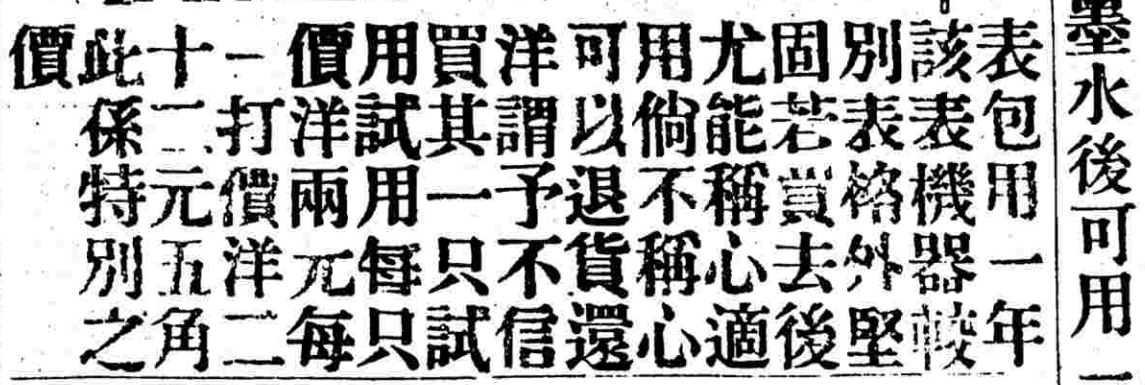 墨水後可用一
表包用一年
該表機器較
別表格外堅
固若買去後
尤能稱心適
用倘不稱心
可以退貨還
洋謂予不信
買其一只試
用試用每只
價洋兩元每
一打價洋二
十二元五角
此係特別之
價